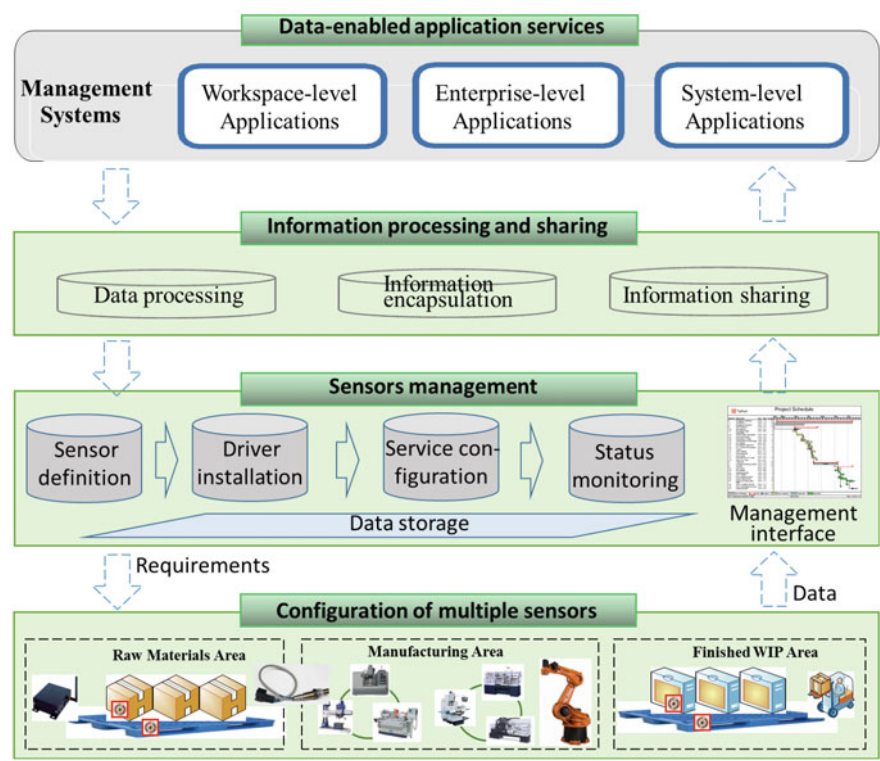 Data-enabled application services
Management
Systems
Workspace-level
Applications
Enterprise-level
Applications
System-level
Applications
Information processing and sharing
Data processing
Information
encapsulation
Information sharing
Sensors management
Sensor
definition
Driver
installation
Service con-
figuration
Status
monitoring
Data storage
Project Schedule
Management
interface
Requirements
Data
Configuration of multiple sensors
Raw Materials Area
Manufacturing Area
Finished WIP Area